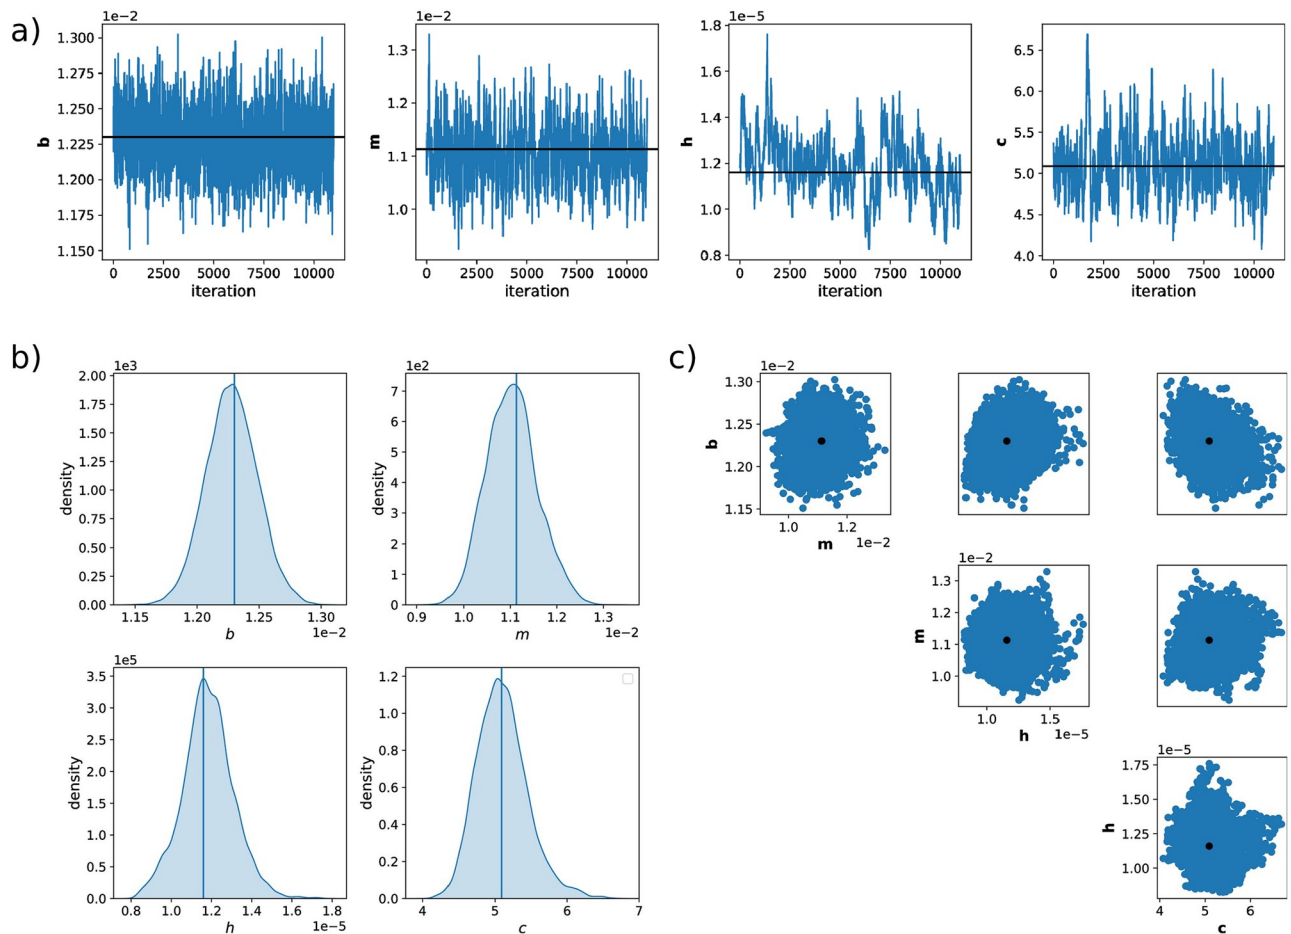 a)
1e−2
1.300
1.275
1.250
1.225
1.200
1.175
1.150
b
0 2500 5000 7500 10000
iteration
1e−2
1.3
1.2
1.1
1.0
m
0 2500 5000 7500 10000
iteration
1e−5
1.8
1.6
1.4
1.2
1.0
0.8
h
0 2500 5000 7500 10000
iteration
6.5
6.0
5.5
5.0
4.5
4.0
c
0 2500 5000 7500 10000
iteration
b)
1e3
2.00
1.75
1.50
1.25
1.00
0.75
0.50
0.25
0.00
density
1.15 1.20 1.25 1.30
b 1e−2
1e2
7
6
5
4
3
2
1
0
density
0.9 1.0 1.1 1.2 1.3
m 1e−2
1e5
3.5
3.0
2.5
2.0
1.5
1.0
0.5
0.0
density
0.8 1.0 1.2 1.4 1.6 1.8
h 1e−5
1.2
1.0
0.8
0.6
0.4
0.2
0.0
density
4 5 6 7
c
c)
1e−2
1.30
1.25
1.20
1.15
b
1.0 1.2
m 1e−2
1e−2
1.3
1.2
1.1
1.0
m
1.0 1.5
h 1e−5
1e−5
1.75
1.50
1.25
1.00
h
4 5 6
c